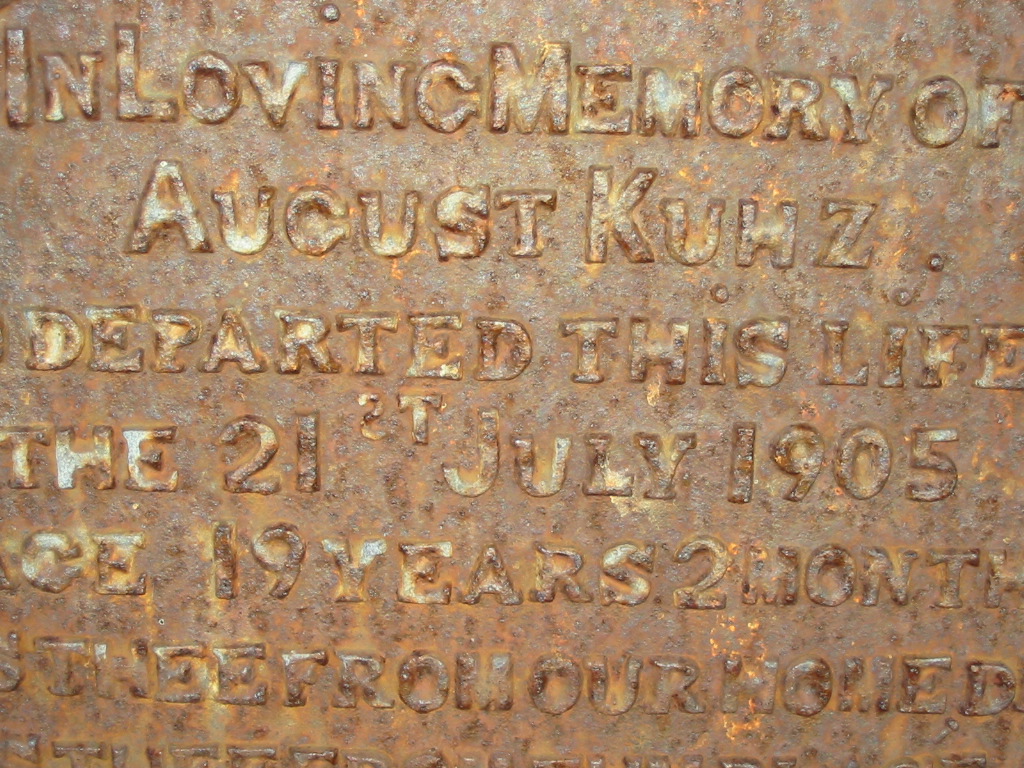 IN LOVING MEMORY OF
AUGUST KUHZ.
DEPARTED THIS LIFE
THE 21ST JULY 1905
AGE 19 YEARS. 2 MONTH
THEE FROM OUR HOME